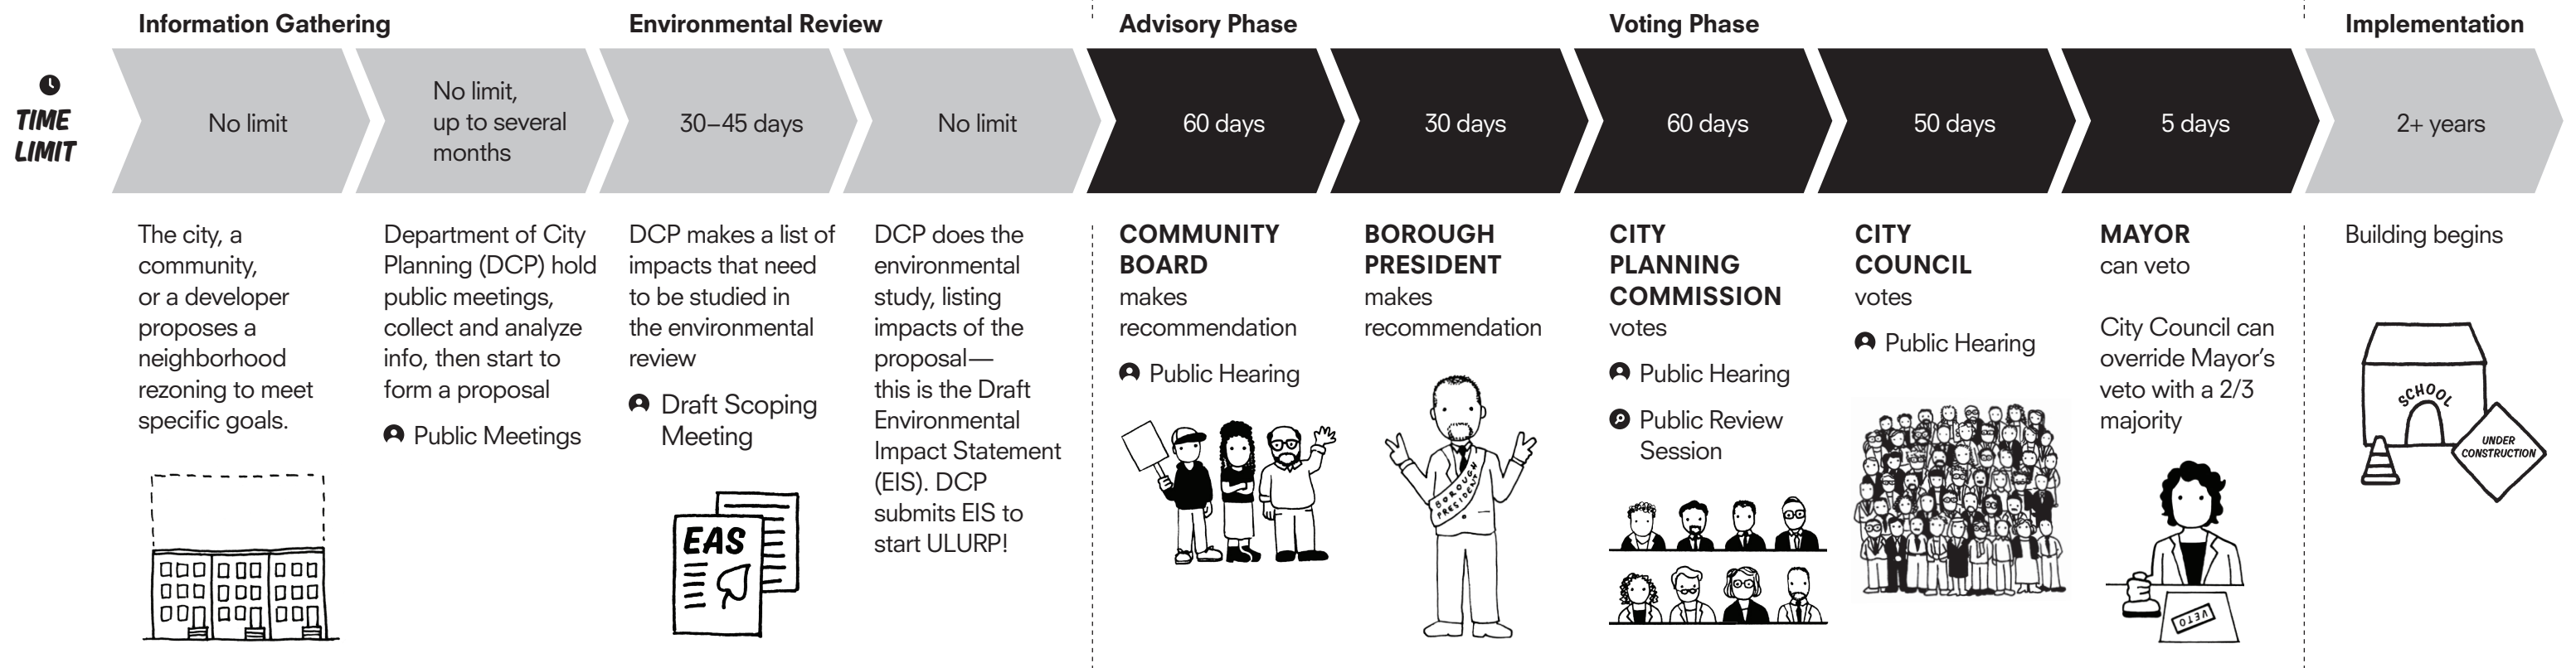 Information Gathering
Environmental Review
Advisory Phase
Voting Phase
Implementation
TIME
LIMIT
No limit
No limit,
up to several
months
30–45 days
No limit
60 days
30 days
60 days
50 days
5 days
2+ years
The city, a
community,
or a developer
proposes a
neighborhood
rezoning to meet
specific goals.
Department of City
Planning (DCP) hold
public meetings,
collect and analyze
info, then start to
form a proposal
Public Meetings
DCP makes a list of
impacts that need
to be studied in
the environmental
review
Draft Scoping
Meeting
EAS
DCP does the
environmental
study, listing
impacts of the
proposal—
this is the Draft
Environmental
Impact Statement
(EIS). DCP
submits EIS to
start ULURP!
COMMUNITY
BOARD
makes
recommendation
Public Hearing
BOROUGH
PRESIDENT
makes
recommendation
BOROUGH
PRESIDENT
CITY
PLANNING
COMMISSION
votes
Public Hearing
Public Review
Session
CITY
COUNCIL
votes
Public Hearing
MAYOR
can veto
City Council can
override Mayor’s
veto with a 2/3
majority
VETO
Building begins
SCHOOL
UNDER
CONSTRUCTION